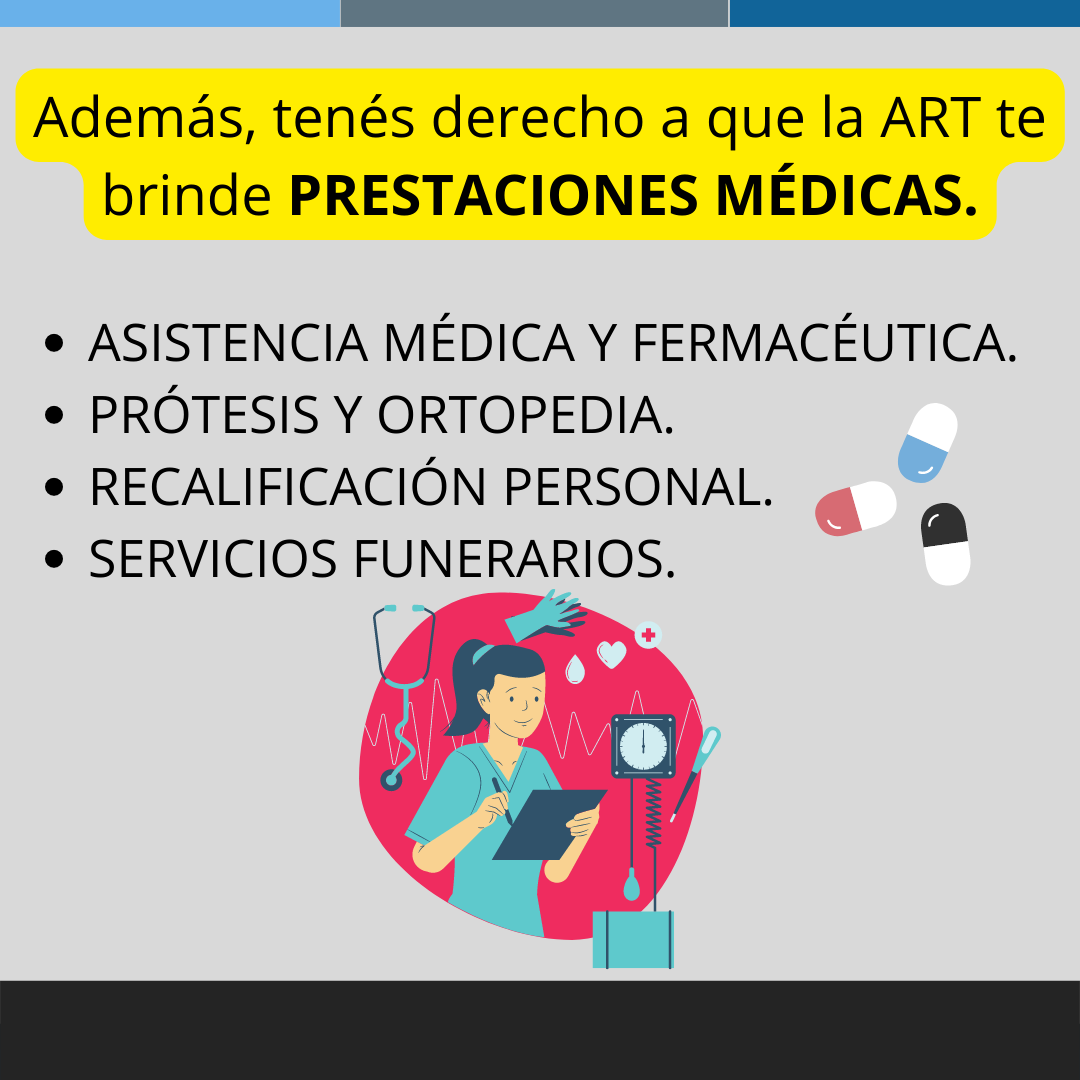 Además, tenés derecho a que la ART te
brinde PRESTACIONES MÉDICAS.
• ASISTENCIA MÉDICA Y FERMACÉUTICA.
• PRÓTESIS Y ORTOPEDIA.
• RECALIFICACIÓN PERSONAL.
• SERVICIOS FUNERARIOS.